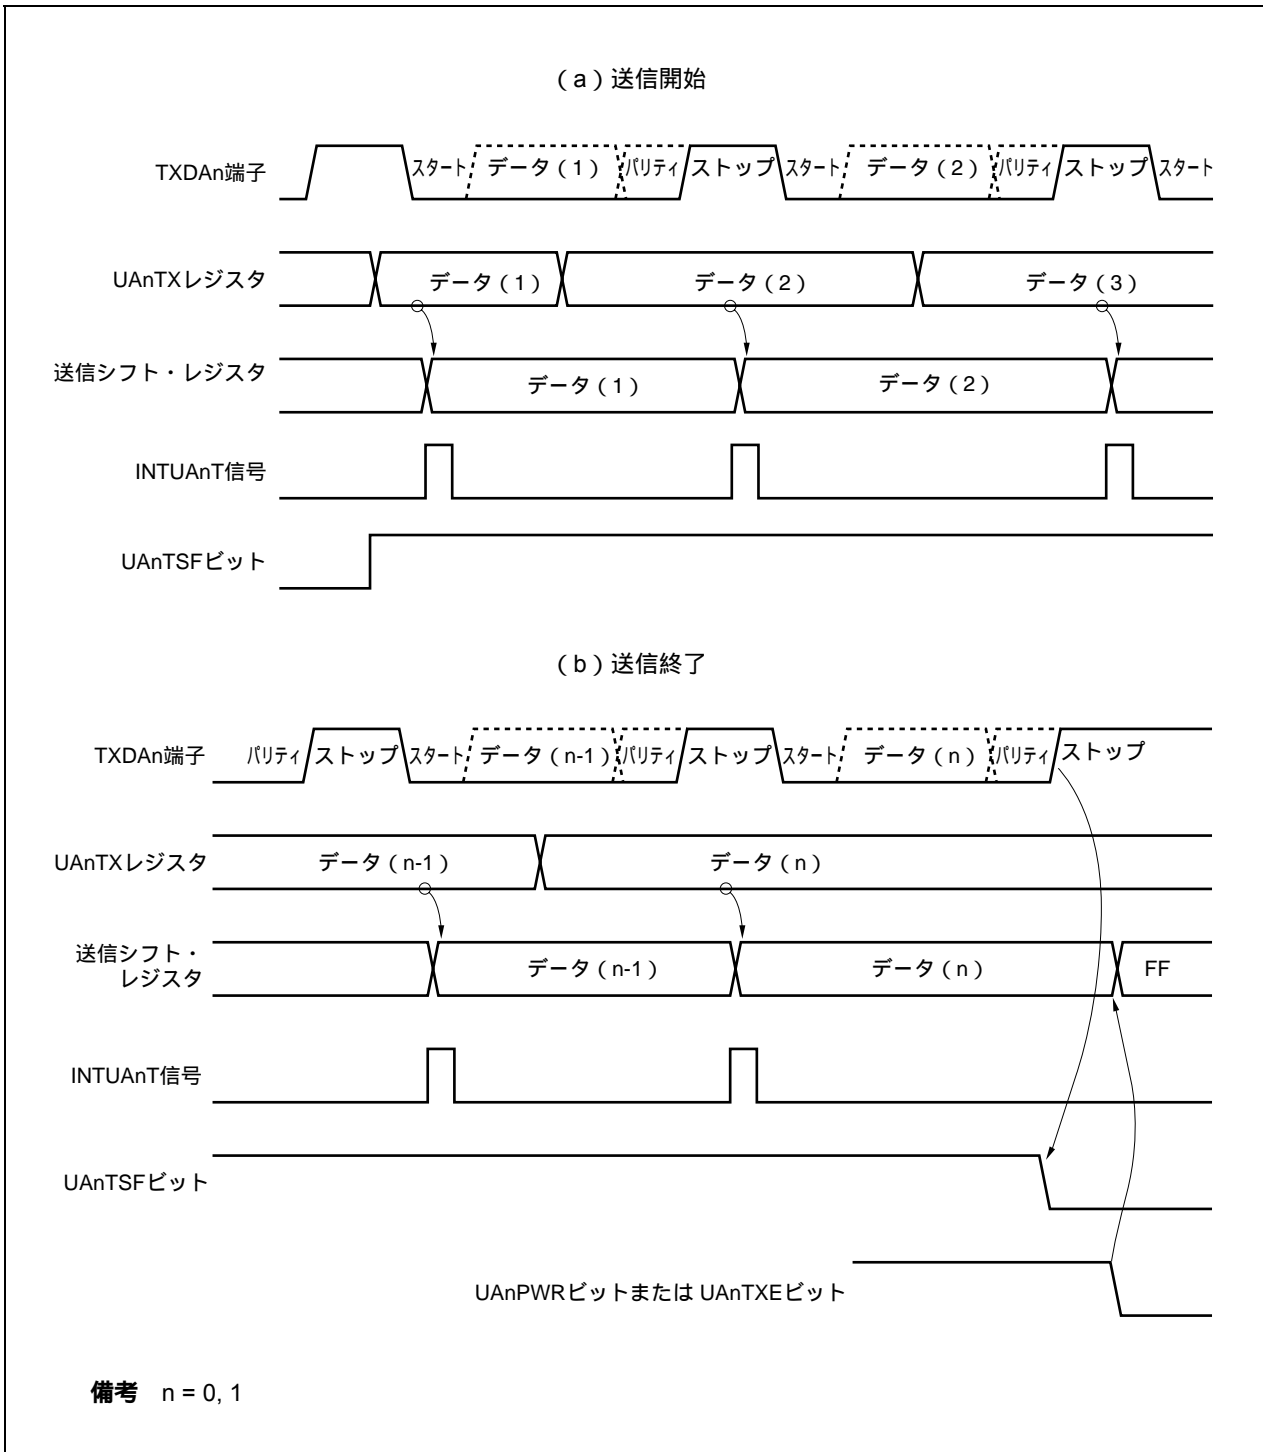 （a）送信開始
TXDAn端子
スタート データ（1） パリティ ストップ スタート データ（2） パリティ ストップ スタート
UAnTXレジスタ
データ（1） データ（2） データ（3）
送信シフト・レジスタ
データ（1） データ（2）
INTUAnT信号
UAnTSFビット
（b）送信終了
TXDAn端子
パリティ ストップ スタート データ（n-1） パリティ ストップ スタート データ（n） パリティ ストップ
UAnTXレジスタ
データ（n-1） データ（n）
送信シフト・
レジスタ
データ（n-1） データ（n） FF
INTUAnT信号
UAnTSFビット
UAnPWRビットまたは UAnTXEビット
備考 n = 0, 1